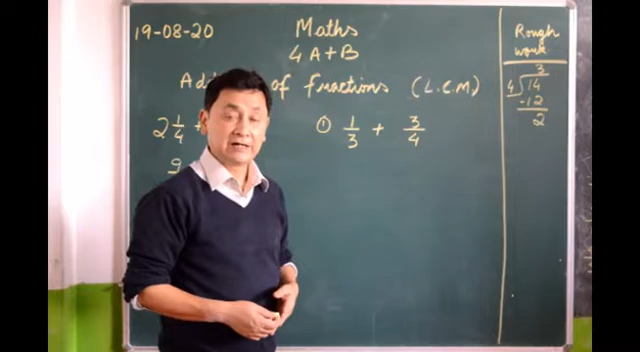 19-08-20
Maths
4 A+B
Addition of fractions (L.C.M)
2 1/4 +
9
① 1/3 + 3/4
Rough
work
3
4 ) 14
-12
2